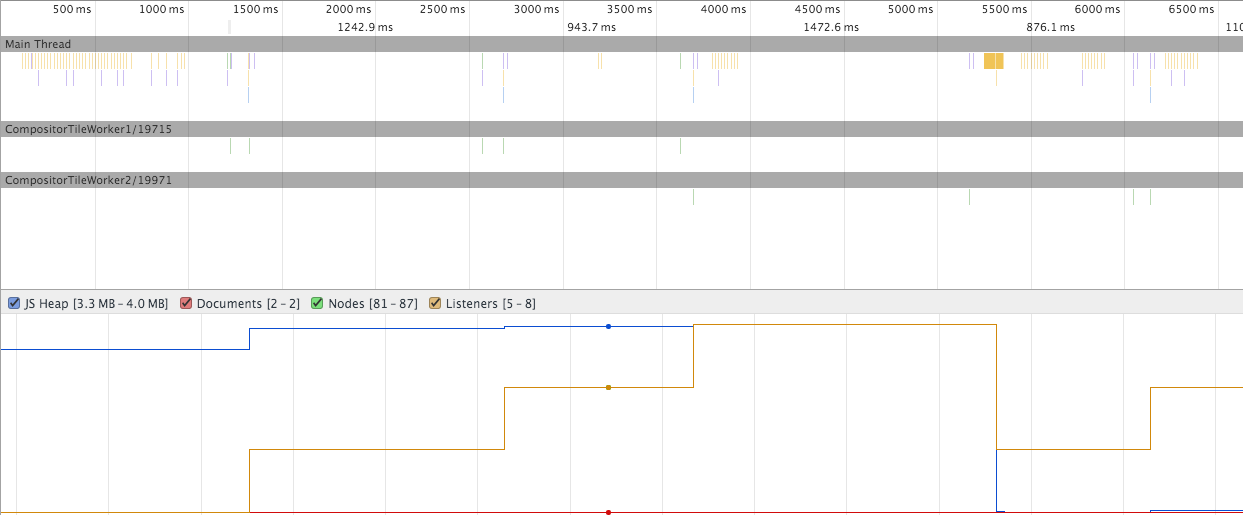 500 ms 1000 ms 1500 ms 2000 ms 2500 ms 3000 ms 3500 ms 4000 ms 4500 ms 5000 ms 5500 ms 6000 ms 6500 ms
1242.9 ms 943.7 ms 1472.6 ms 876.1 ms 110
Main Thread
CompositorTileWorker1/19715
CompositorTileWorker2/19971
JS Heap [3.3 MB – 4.0 MB] Documents [2 – 2] Nodes [81 – 87] Listeners [5 – 8]